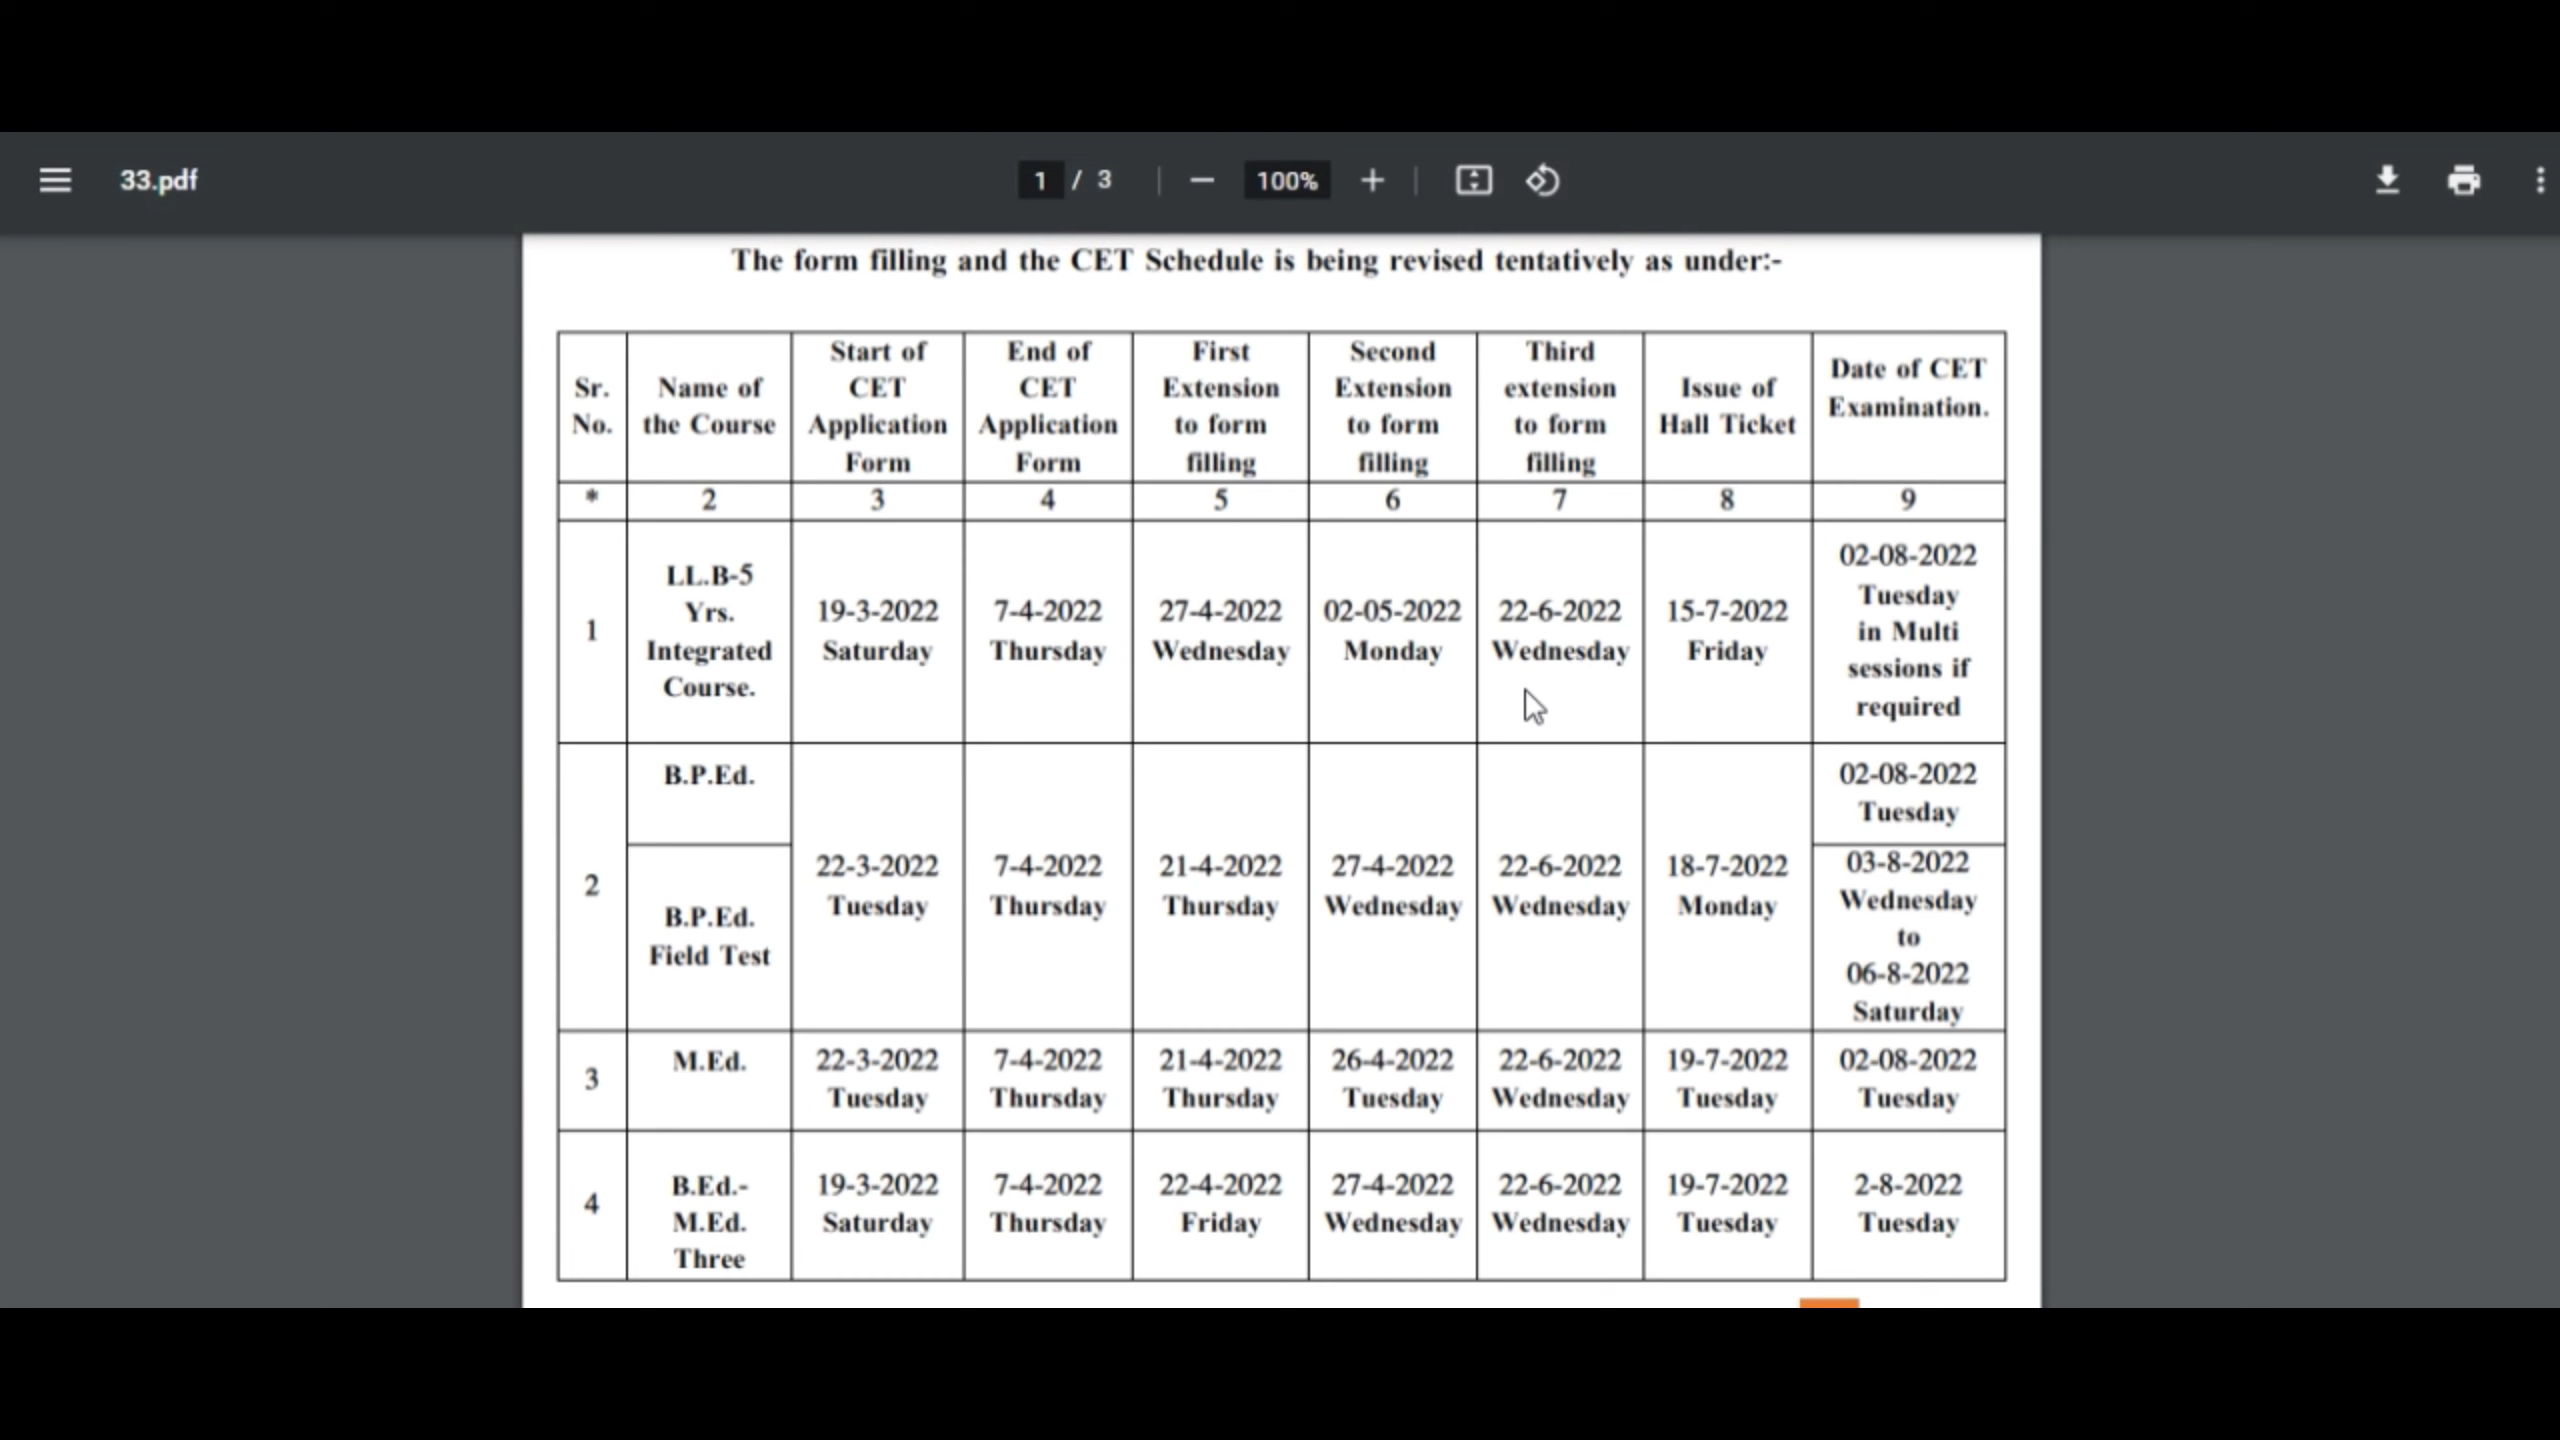 33.pdf
1 / 3
100%
The form filling and the CET Schedule is being revised tentatively as under:-
Sr. No.
Name of the Course
Start of CET Application Form
End of CET Application Form
First Extension to form filling
Second Extension to form filling
Third extension to form filling
Issue of Hall Ticket
Date of CET Examination.
* 2 3 4 5 6 7 8 9
1
LL.B-5
Yrs.
Integrated
Course.
19-3-2022
Saturday
7-4-2022
Thursday
27-4-2022
Wednesday
02-05-2022
Monday
22-6-2022
Wednesday
15-7-2022
Friday
02-08-2022
Tuesday
in Multi
sessions if
required
2
B.P.Ed.
B.P.Ed.
Field Test
22-3-2022
Tuesday
7-4-2022
Thursday
21-4-2022
Thursday
27-4-2022
Wednesday
22-6-2022
Wednesday
18-7-2022
Monday
02-08-2022
Tuesday
03-8-2022
Wednesday
to
06-8-2022
Saturday
3
M.Ed.
22-3-2022
Tuesday
7-4-2022
Thursday
21-4-2022
Thursday
26-4-2022
Tuesday
22-6-2022
Wednesday
19-7-2022
Tuesday
02-08-2022
Tuesday
4
B.Ed.-
M.Ed.
Three
19-3-2022
Saturday
7-4-2022
Thursday
22-4-2022
Friday
27-4-2022
Wednesday
22-6-2022
Wednesday
19-7-2022
Tuesday
2-8-2022
Tuesday